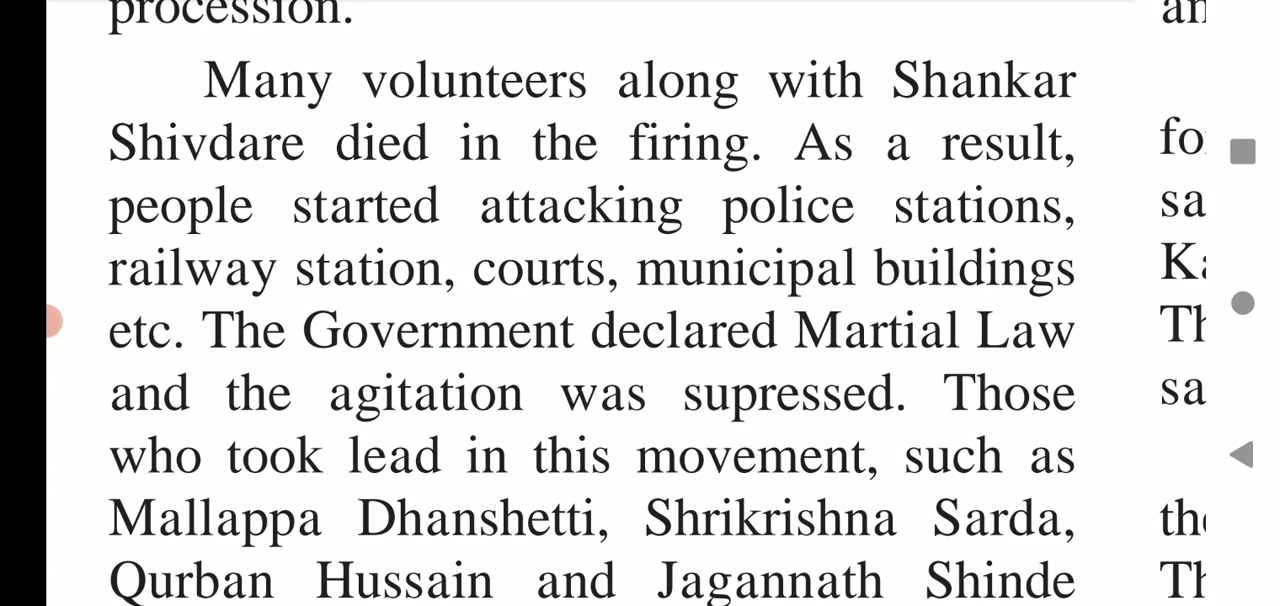 procession.
Many volunteers along with Shankar
Shivdare died in the firing. As a result,
people started attacking police stations,
railway station, courts, municipal buildings
etc. The Government declared Martial Law
and the agitation was supressed. Those
who took lead in this movement, such as
Mallappa Dhanshetti, Shrikrishna Sarda,
Qurban Hussain and Jagannath Shinde